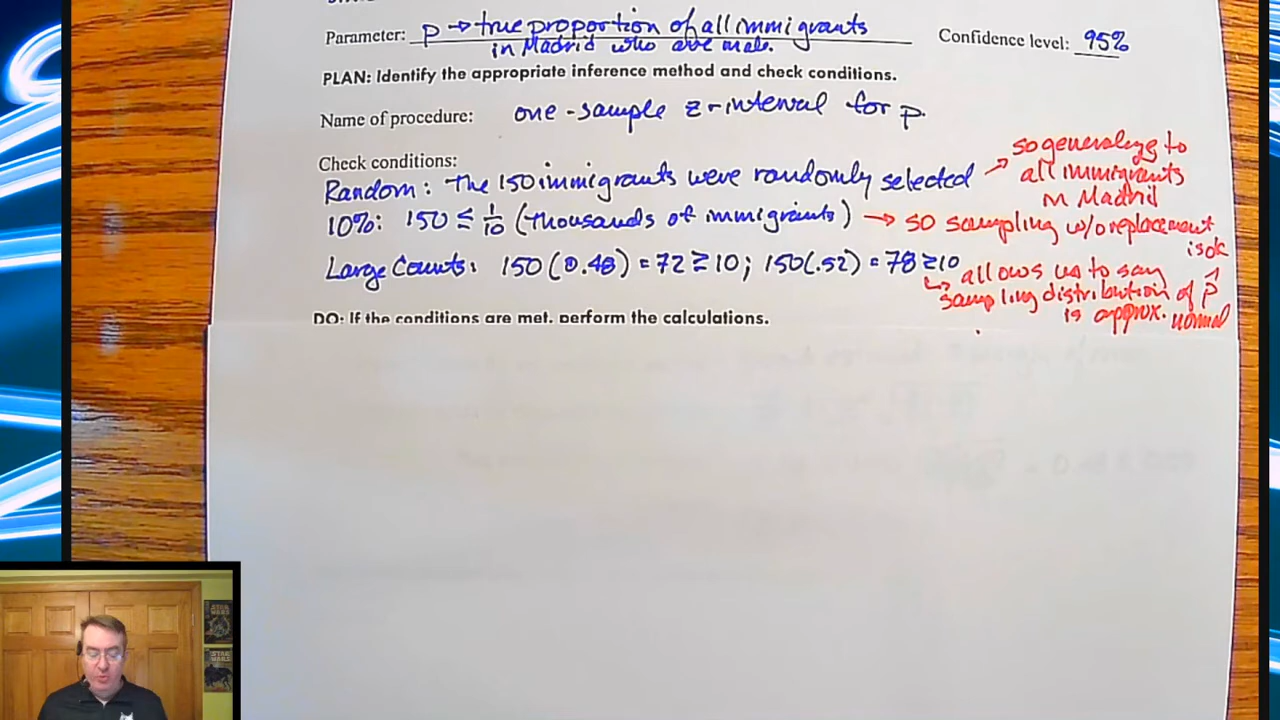 Parameter: p → true proportion of all immigrants
in Madrid who are male.
Confidence level: 95%
PLAN: Identify the appropriate inference method and check conditions.
Name of procedure: one-sample z-interval for p.
Check conditions:
Random: The 150 immigrants were randomly selected → so generalize to
all immigrants
in Madrid
10%: 150 ≤ 1/10 (thousands of immigrants) → so sampling w/o replacement
is ok
Large Counts: 150(0.48) = 72 ≥ 10; 150(.52) = 78 ≥ 10
↳ allows us to say
sampling distribution of p̂
is approx. normal
DO: If the conditions are met, perform the calculations.
STAR
WARS
STAR
WARS